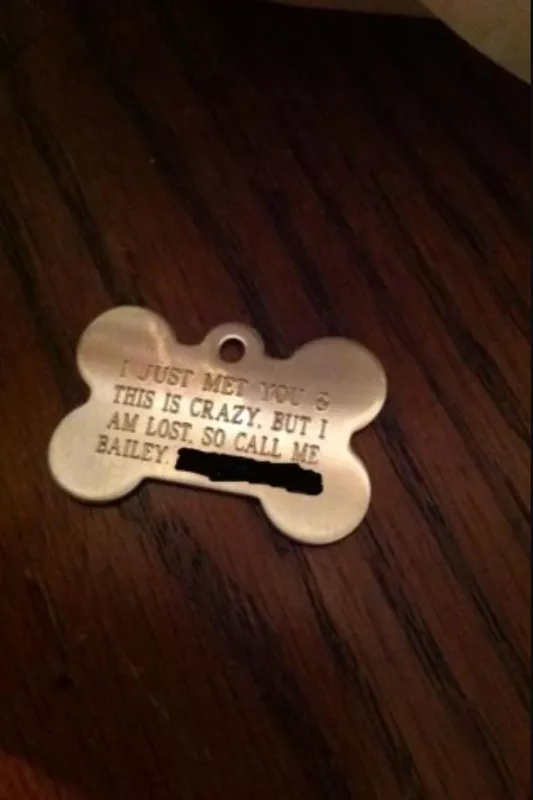 I JUST MET YOU &
THIS IS CRAZY. BUT I
AM LOST. SO CALL ME
BAILEY.